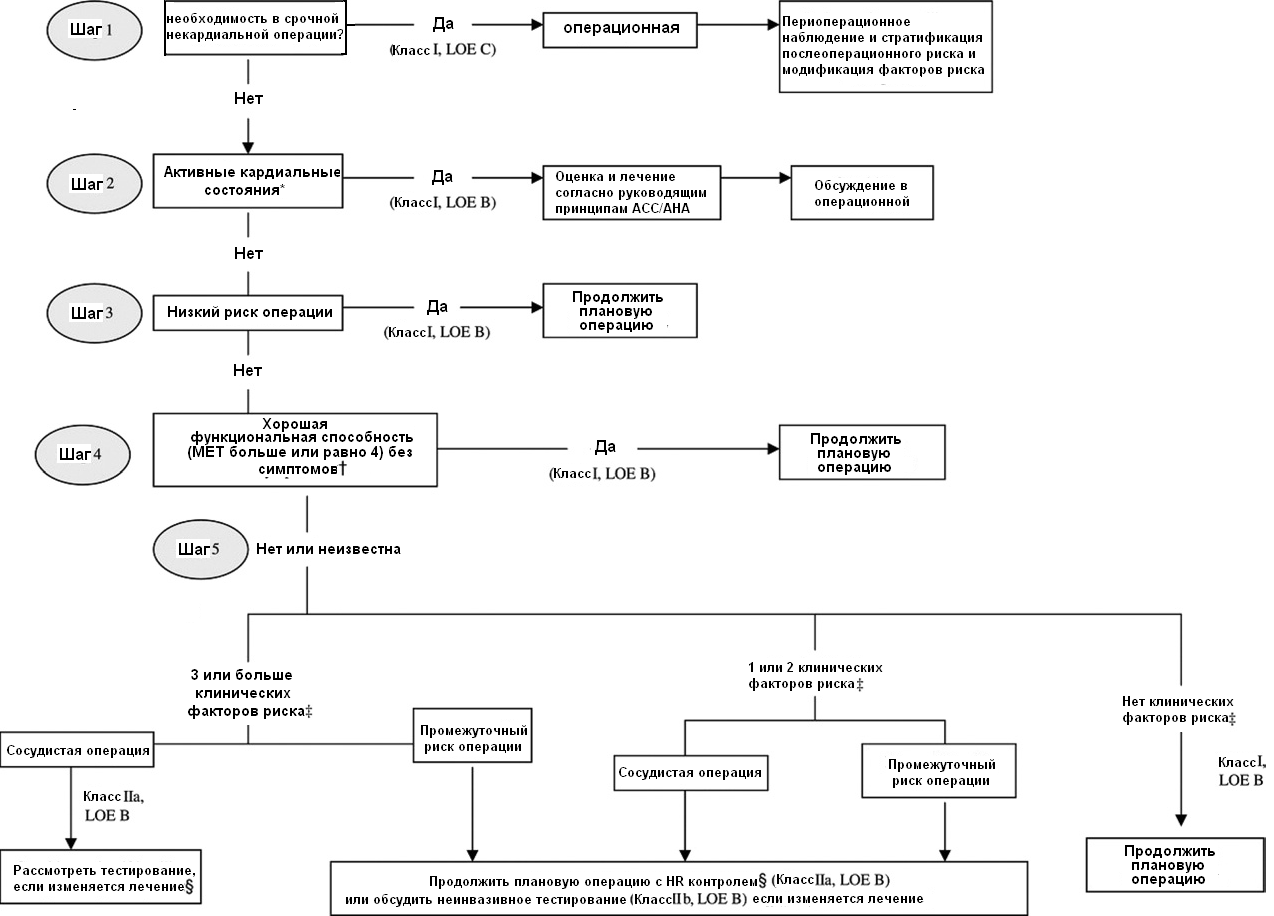 Шаг 1
необходимость в срочной
некардиальной операции?
Да
(Класс I, LOE C)
операционная
Периоперационное
наблюдение и стратификация
послеоперационного риска и
модификация факторов риска
Нет
Шаг 2
Активные кардиальные
состояния*
Да
(Класс I, LOE B)
Оценка и лечение
согласно руководящим
принципам ACC/AHA
Обсуждение в
операционной
Нет
Шаг 3
Низкий риск операции
Да
(Класс I, LOE B)
Продолжить
плановую
операцию
Нет
Шаг 4
Хорошая
функциональная способность
(MET больше или равно 4) без
симптомов†
Да
(Класс I, LOE B)
Продолжить
плановую
операцию
Шаг 5
Нет или неизвестна
3 или больше
клинических
факторов риска‡
1 или 2 клинических
факторов риска‡
Нет клинических
факторов риска‡
Сосудистая операция
Промежуточный
риск операции
Сосудистая операция
Промежуточный
риск операции
Класс IIa,
LOE B
Класс I,
LOE B
Рассмотреть тестирование,
если изменяется лечение§
Продолжить плановую операцию с HR контролем§ (Класс IIa, LOE B)
или обсудить неинвазивное тестирование (Класс IIb, LOE B) если изменяется лечение
Продолжить
плановую
операцию